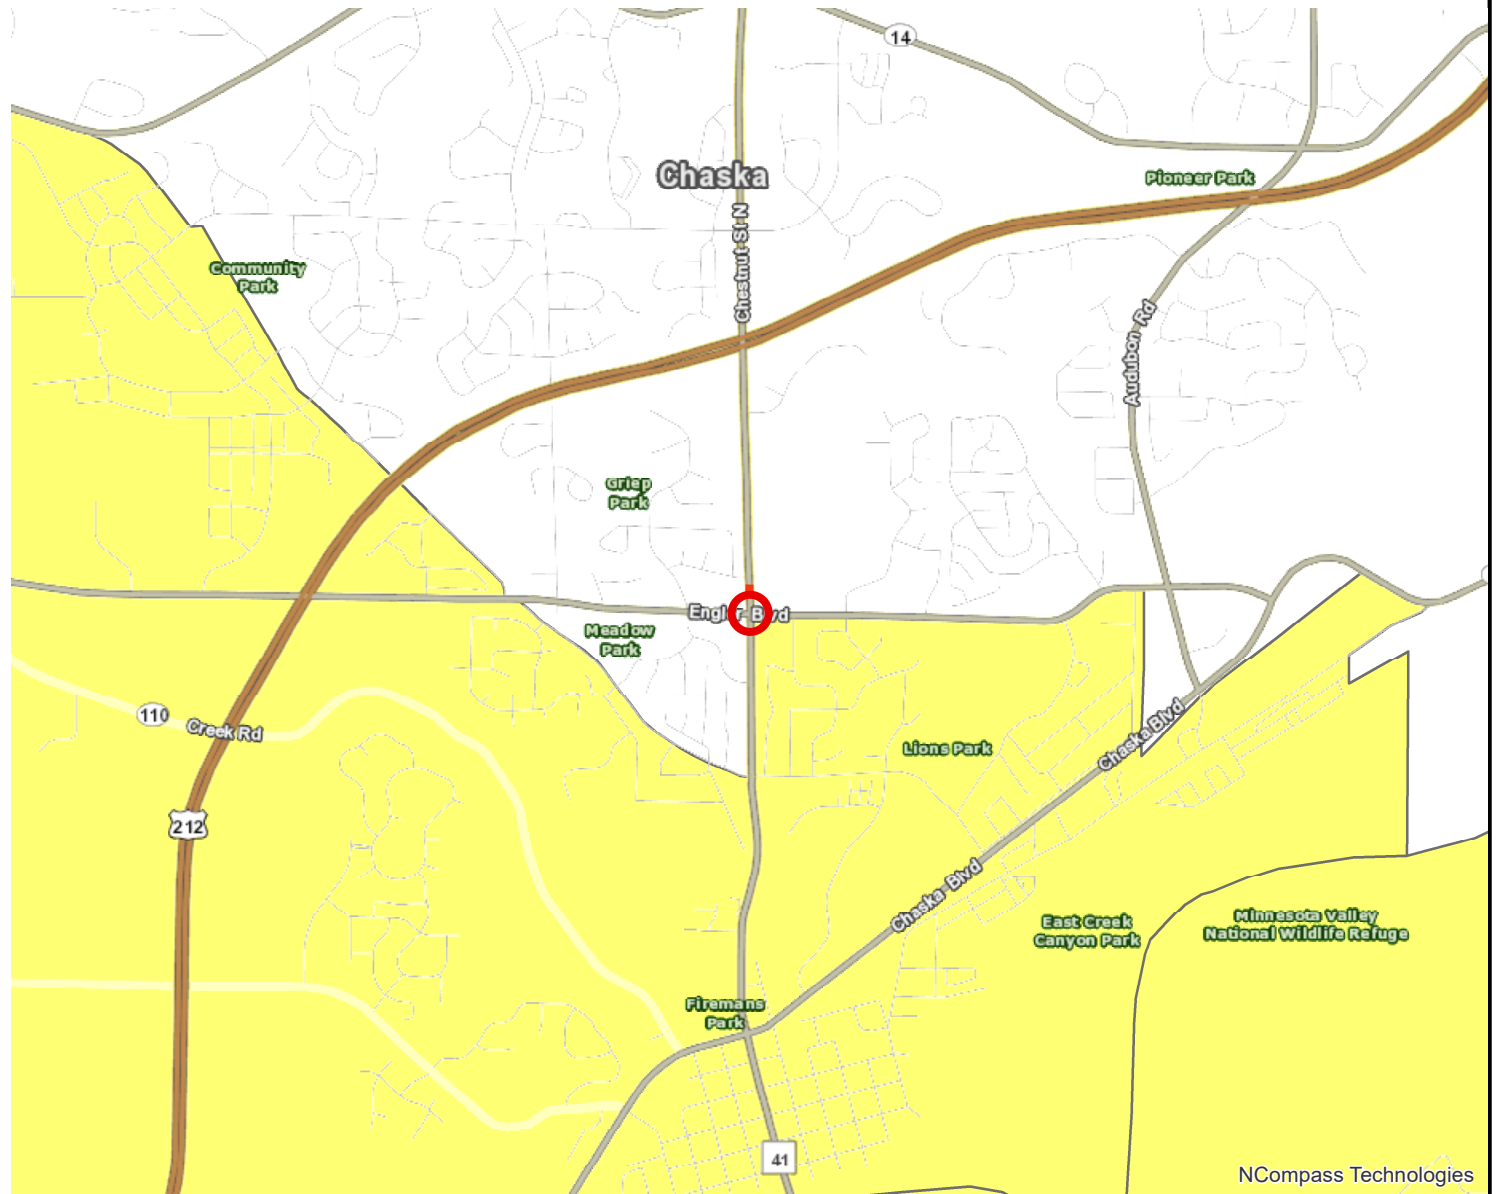 14
Chaska
Pioneer Park
Chestnut St N
Community
Park
Audubon Rd
Griep
Park
Engler Blvd
Meadow
Park
110
Creek Rd
Chaska Blvd
Lions Park
212
Chaska Blvd
East Creek
Canyon Park
Minnesota Valley
National Wildlife Refuge
Firemans
Park
41
NCompass Technologies